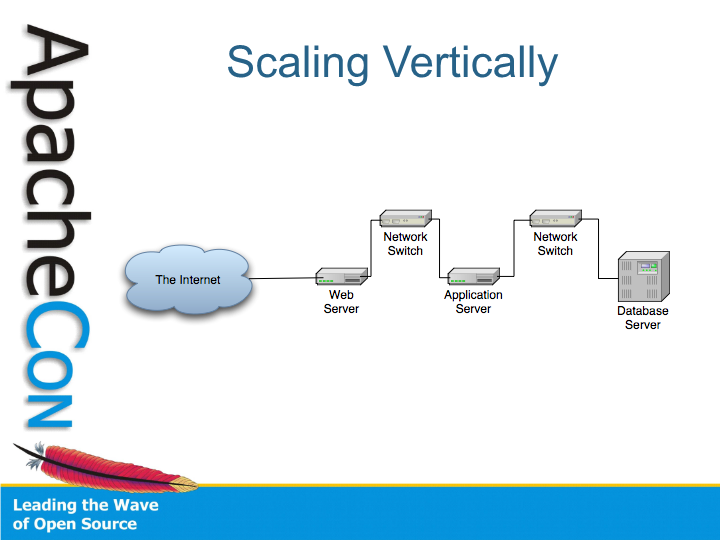 ApacheCon
Scaling Vertically
The Internet
Web
Server
Network
Switch
Application
Server
Network
Switch
Database
Server
Leading the Wave
of Open Source